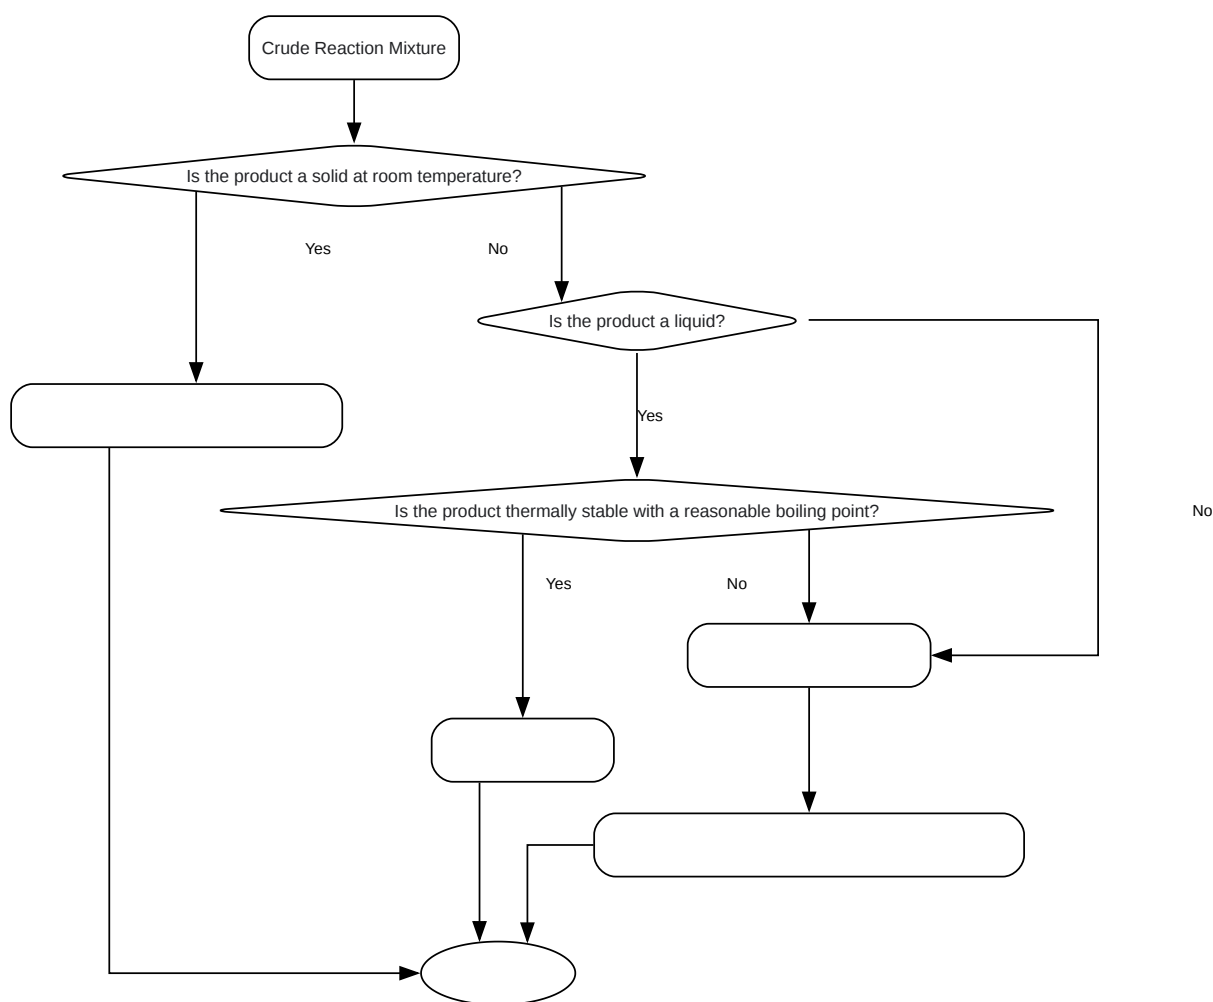 Crude Reaction Mixture
Is the product a solid at room temperature?
Yes
No
Is the product a liquid?
Yes
Is the product thermally stable with a reasonable boiling point?
No
Yes
No